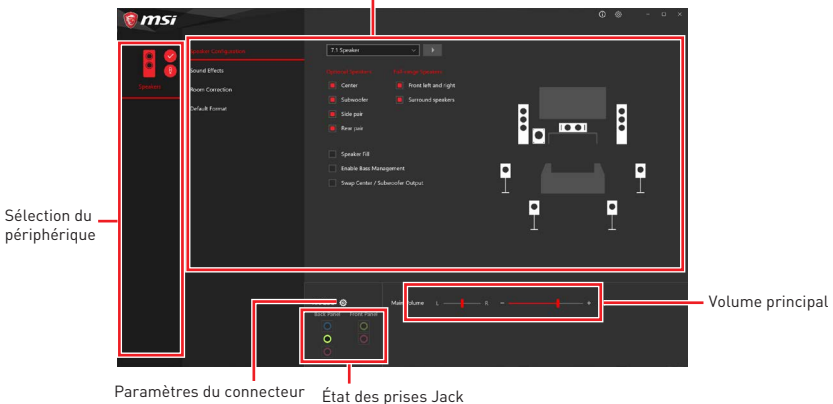 msi
Speaker Configuration
Sound Effects
Room Correction
Default Format
Speakers
7.1 Speaker
Optional speakers
Full-range speakers
Center
Front left and right
Subwoofer
Surround speakers
Side pair
Rear pair
Speaker Fill
Enable Bass Management
Swap Center / Subwoofer Output
Sélection du
périphérique
Main Volume
L
R
-
+
Volume principal
Back Panel
Front Panel
Paramètres du connecteur
État des prises Jack